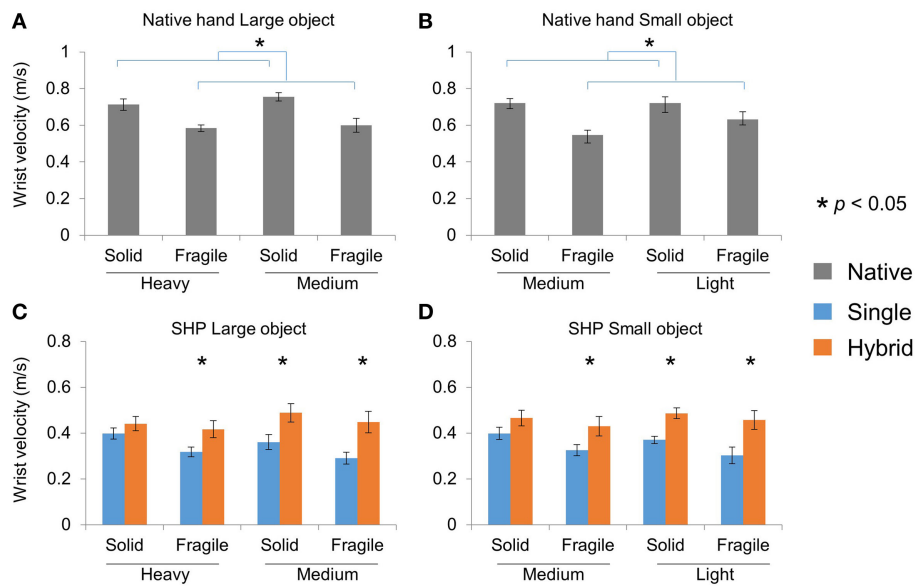 A
Native hand Large object
*
Wrist velocity (m/s)
1
0.8
0.6
0.4
0.2
0
Solid Fragile Solid Fragile
Heavy Medium
B
Native hand Small object
*
1
0.8
0.6
0.4
0.2
0
Solid Fragile Solid Fragile
Medium Light
* p < 0.05
Native
Single
Hybrid
C
SHP Large object
* * *
Wrist velocity (m/s)
0.8
0.6
0.4
0.2
0
Solid Fragile Solid Fragile
Heavy Medium
D
SHP Small object
* * *
0.8
0.6
0.4
0.2
0
Solid Fragile Solid Fragile
Medium Light